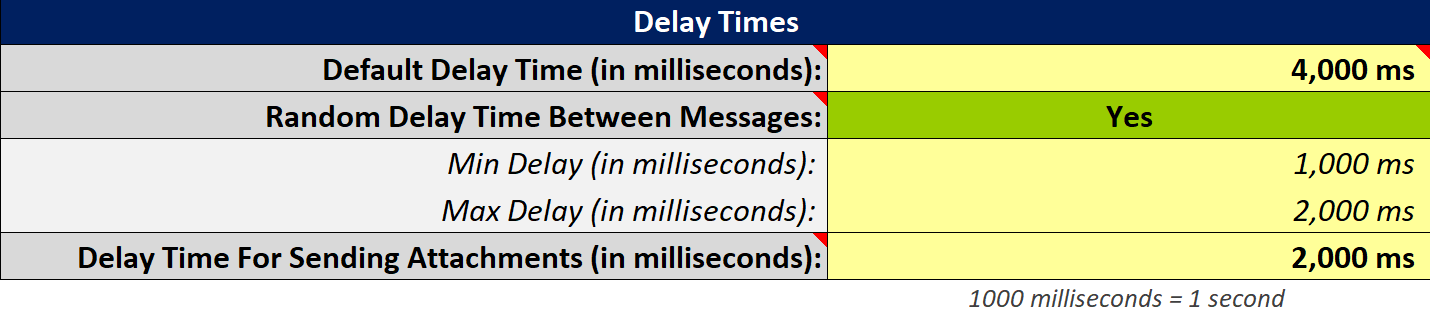 Delay Times
Default Delay Time (in milliseconds): 4,000 ms
Random Delay Time Between Messages: Yes
Min Delay (in milliseconds): 1,000 ms
Max Delay (in milliseconds): 2,000 ms
Delay Time For Sending Attachments (in milliseconds): 2,000 ms
1000 milliseconds = 1 second